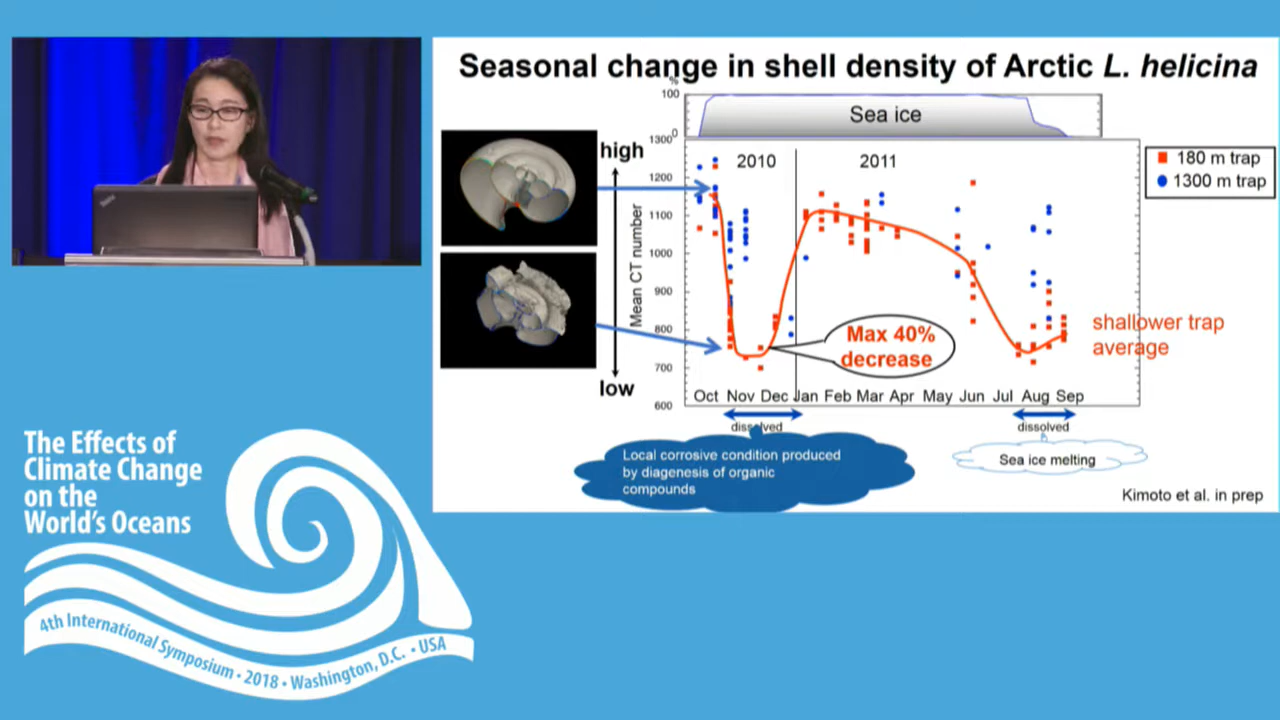 Seasonal change in shell density of Arctic L. helicina
%
100
Sea ice
0
1300
high
2010
2011
180 m trap
1300 m trap
1200
1100
1000
900
800
700
600
Mean CT number
low
Max 40%
decrease
shallower trap
average
Oct Nov Dec Jan Feb Mar Apr May Jun Jul Aug Sep
dissolved
dissolved
Local corrosive condition produced
by diagenesis of organic
compounds
Sea ice melting
Kimoto et al. in prep
The Effects of
Climate Change
on the
World's Oceans
4th International Symposium • 2018 • Washington, D.C. • USA